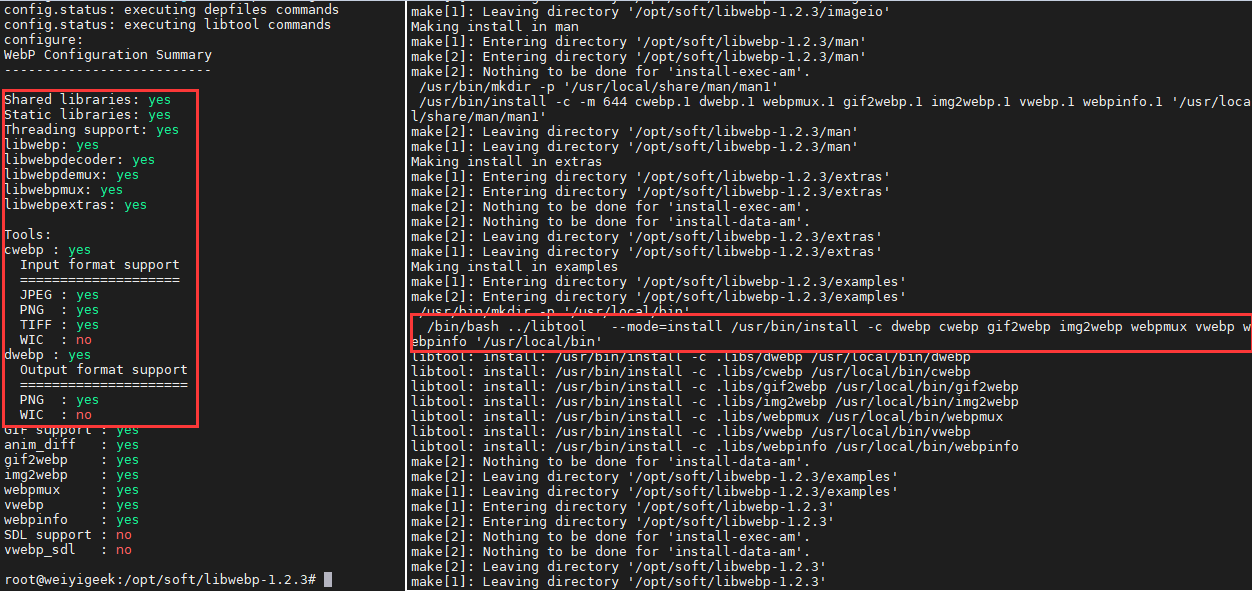 config.status: executing depfiles commands
config.status: executing libtool commands
configure:
WebP Configuration Summary
--------------------------
Shared libraries: yes
Static libraries: yes
Threading support: yes
libwebp: yes
libwebpdecoder: yes
libwebpdemux: yes
libwebpmux: yes
libwebpextras: yes
Tools:
cwebp : yes
  Input format support
  ====================
  JPEG : yes
  PNG  : yes
  TIFF : yes
  WIC  : no
dwebp : yes
  Output format support
  =====================
  PNG  : yes
  WIC  : no
GIF support : yes
anim_diff   : yes
gif2webp    : yes
img2webp    : yes
webpmux     : yes
vwebp       : yes
webpinfo    : yes
SDL support : no
vwebp_sdl   : no
root@weiyigeek:/opt/soft/libwebp-1.2.3#
make[1]: Leaving directory '/opt/soft/libwebp-1.2.3/imageio'
Making install in man
make[1]: Entering directory '/opt/soft/libwebp-1.2.3/man'
make[2]: Entering directory '/opt/soft/libwebp-1.2.3/man'
make[2]: Nothing to be done for 'install-exec-am'.
 /usr/bin/mkdir -p '/usr/local/share/man/man1'
 /usr/bin/install -c -m 644 cwebp.1 dwebp.1 webpmux.1 gif2webp.1 img2webp.1 vwebp.1 webpinfo.1 '/usr/loca
l/share/man/man1'
make[2]: Leaving directory '/opt/soft/libwebp-1.2.3/man'
make[1]: Leaving directory '/opt/soft/libwebp-1.2.3/man'
Making install in extras
make[1]: Entering directory '/opt/soft/libwebp-1.2.3/extras'
make[2]: Entering directory '/opt/soft/libwebp-1.2.3/extras'
make[2]: Nothing to be done for 'install-exec-am'.
make[2]: Nothing to be done for 'install-data-am'.
make[2]: Leaving directory '/opt/soft/libwebp-1.2.3/extras'
make[1]: Leaving directory '/opt/soft/libwebp-1.2.3/extras'
Making install in examples
make[1]: Entering directory '/opt/soft/libwebp-1.2.3/examples'
make[2]: Entering directory '/opt/soft/libwebp-1.2.3/examples'
 /usr/bin/mkdir -p '/usr/local/bin'
  /bin/bash ../libtool   --mode=install /usr/bin/install -c dwebp cwebp gif2webp img2webp webpmux vwebp w
ebpinfo '/usr/local/bin'
libtool: install: /usr/bin/install -c .libs/dwebp /usr/local/bin/dwebp
libtool: install: /usr/bin/install -c .libs/cwebp /usr/local/bin/cwebp
libtool: install: /usr/bin/install -c .libs/gif2webp /usr/local/bin/gif2webp
libtool: install: /usr/bin/install -c .libs/img2webp /usr/local/bin/img2webp
libtool: install: /usr/bin/install -c .libs/webpmux /usr/local/bin/webpmux
libtool: install: /usr/bin/install -c .libs/vwebp /usr/local/bin/vwebp
libtool: install: /usr/bin/install -c .libs/webpinfo /usr/local/bin/webpinfo
make[2]: Nothing to be done for 'install-data-am'.
make[2]: Leaving directory '/opt/soft/libwebp-1.2.3/examples'
make[1]: Leaving directory '/opt/soft/libwebp-1.2.3/examples'
make[1]: Entering directory '/opt/soft/libwebp-1.2.3'
make[2]: Entering directory '/opt/soft/libwebp-1.2.3'
make[2]: Nothing to be done for 'install-exec-am'.
make[2]: Nothing to be done for 'install-data-am'.
make[2]: Leaving directory '/opt/soft/libwebp-1.2.3'
make[1]: Leaving directory '/opt/soft/libwebp-1.2.3'